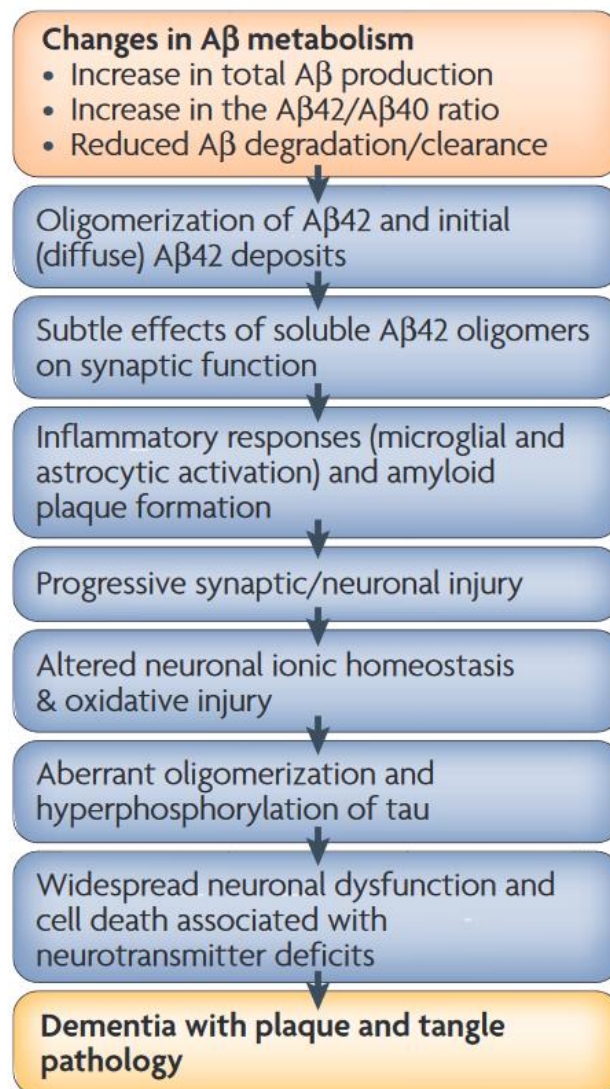 Changes in Aβ metabolism
• Increase in total Aβ production
• Increase in the Aβ42/Aβ40 ratio
• Reduced Aβ degradation/clearance
Oligomerization of Aβ42 and initial
(diffuse) Aβ42 deposits
Subtle effects of soluble Aβ42 oligomers
on synaptic function
Inflammatory responses (microglial and
astrocytic activation) and amyloid
plaque formation
Progressive synaptic/neuronal injury
Altered neuronal ionic homeostasis
& oxidative injury
Aberrant oligomerization and
hyperphosphorylation of tau
Widespread neuronal dysfunction and
cell death associated with
neurotransmitter deficits
Dementia with plaque and tangle
pathology